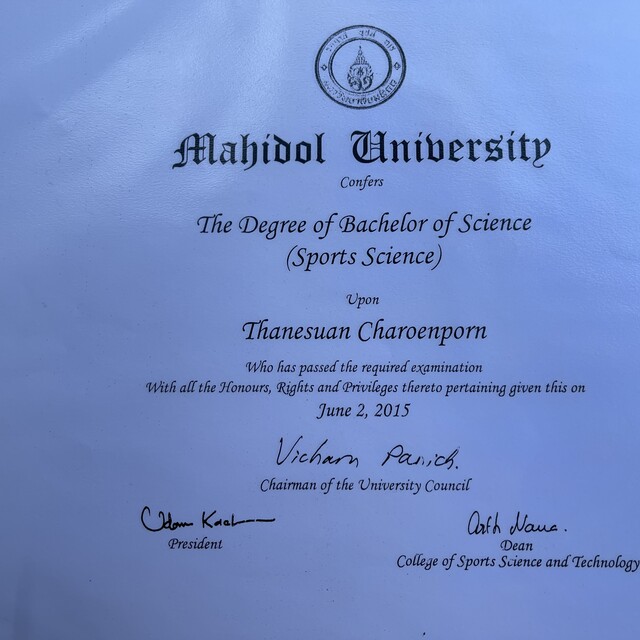 Mahidol University
Confers
The Degree of Bachelor of Science
(Sports Science)
Upon
Thanesuan Charoenporn
Who has passed the required examination
With all the Honours, Rights and Privileges thereto pertaining given this on
June 2, 2015
Vicharn Panich.
Chairman of the University Council
President
Dean
College of Sports Science and Technology